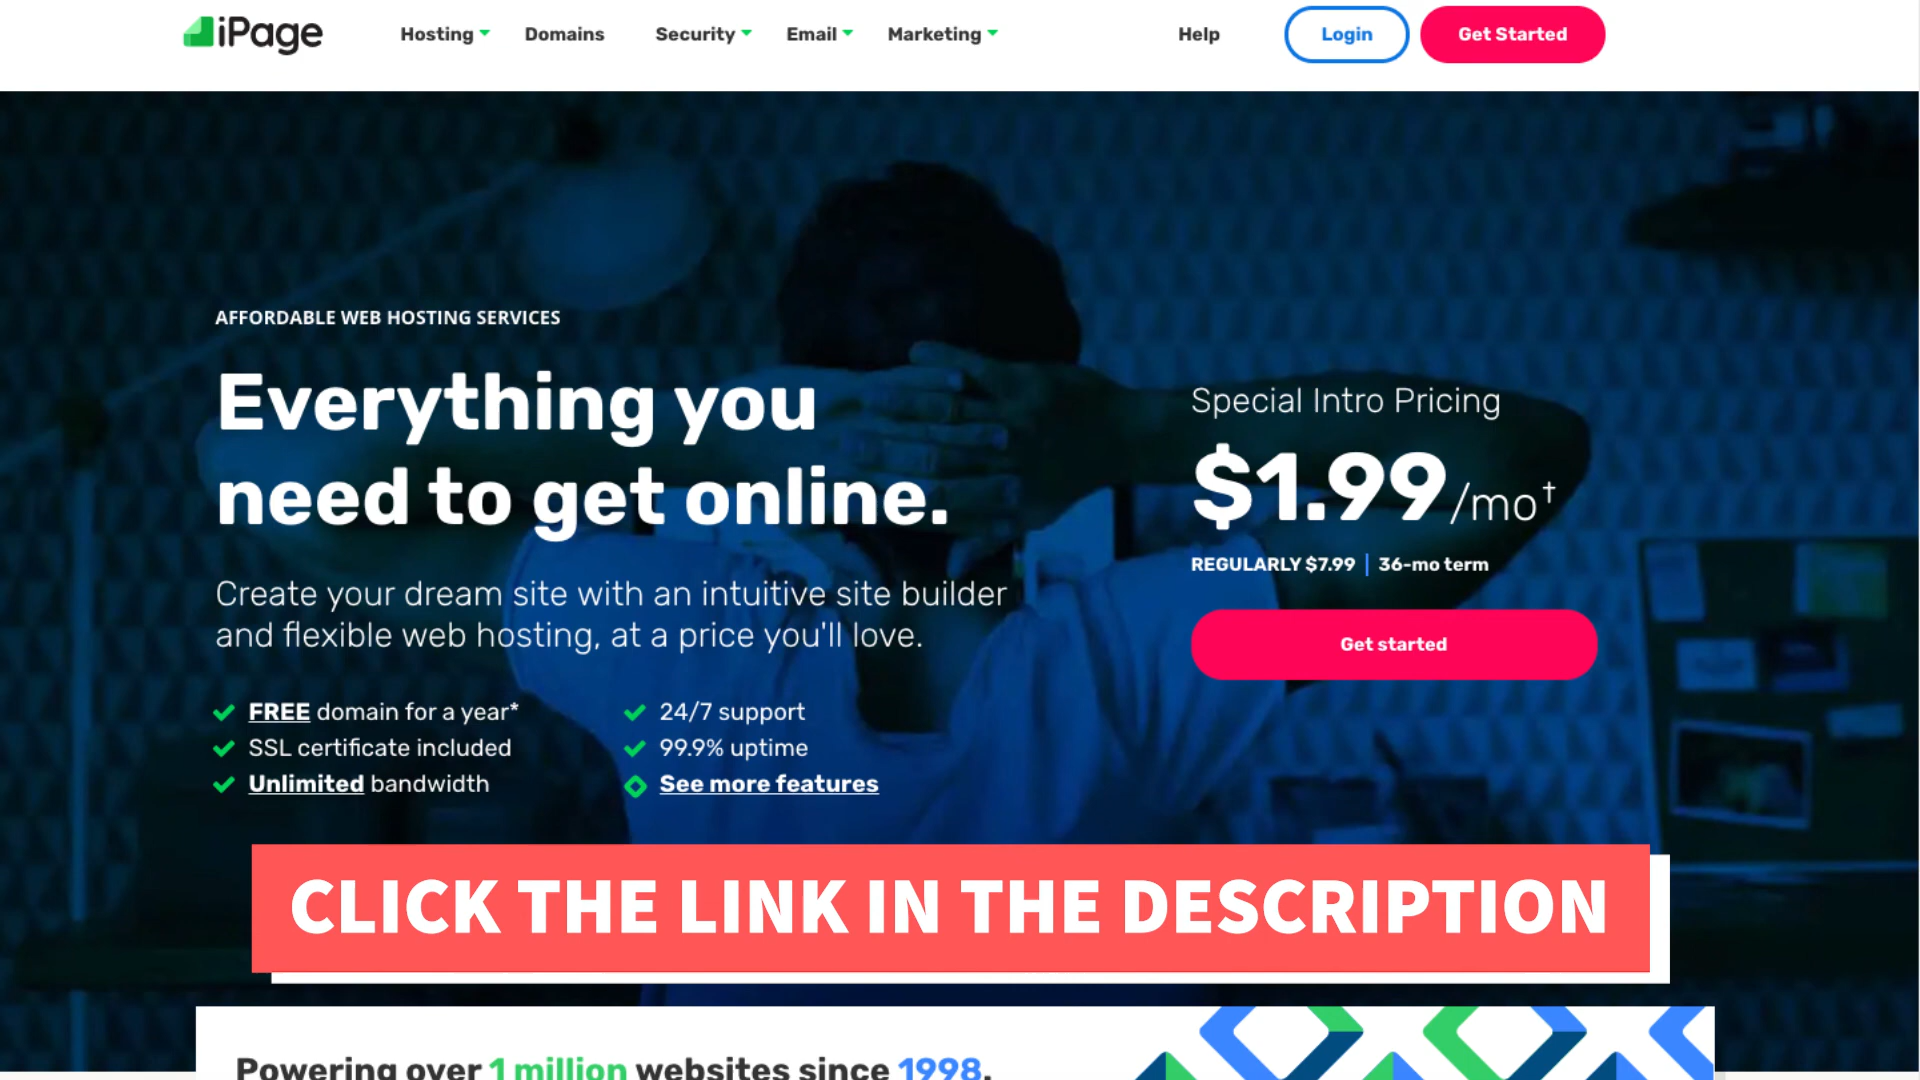 iPage
Hosting Domains Security Email Marketing Help Login Get Started
AFFORDABLE WEB HOSTING SERVICES
Everything you
need to get online.
Create your dream site with an intuitive site builder
and flexible web hosting, at a price you'll love.
FREE domain for a year*
SSL certificate included
Unlimited bandwidth
24/7 support
99.9% uptime
See more features
Special Intro Pricing
$1.99/mo†
REGULARLY $7.99 | 36-mo term
Get started
CLICK THE LINK IN THE DESCRIPTION
Powering over 1 million websites since 1998.